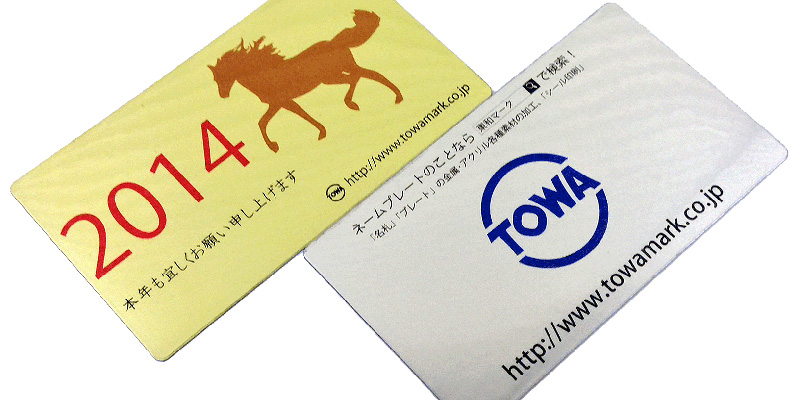 2014
本年も宜しくお願い申し上げます
TOWA http://www.towamark.co.jp
ネームプレートのことなら 東和マーク で検索！
「名札」「プレート」の金属・アクリル各種素材の加工、「シール印刷」
TOWA
http://www.towamark.co.jp